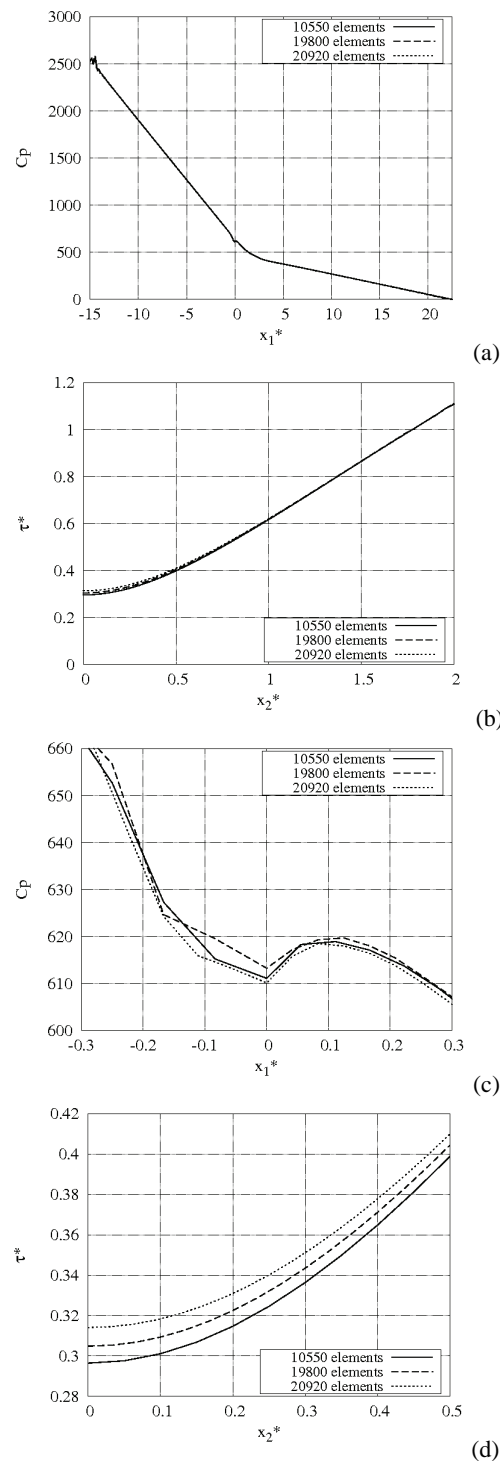 10550 elements
19800 elements
20920 elements
3000
2500
2000
1500
1000
500
0
Cp
-15 -10 -5 0 5 10 15 20
x₁*
(a)
1.2
1
0.8
0.6
0.4
0.2
0
τ*
10550 elements
19800 elements
20920 elements
0 0.5 1 1.5 2
x₂*
(b)
660
650
640
630
620
610
600
Cp
10550 elements
19800 elements
20920 elements
-0.3 -0.2 -0.1 0 0.1 0.2 0.3
x₁*
(c)
0.42
0.4
0.38
0.36
0.34
0.32
0.3
0.28
τ*
10550 elements
19800 elements
20920 elements
0 0.1 0.2 0.3 0.4 0.5
x₂*
(d)